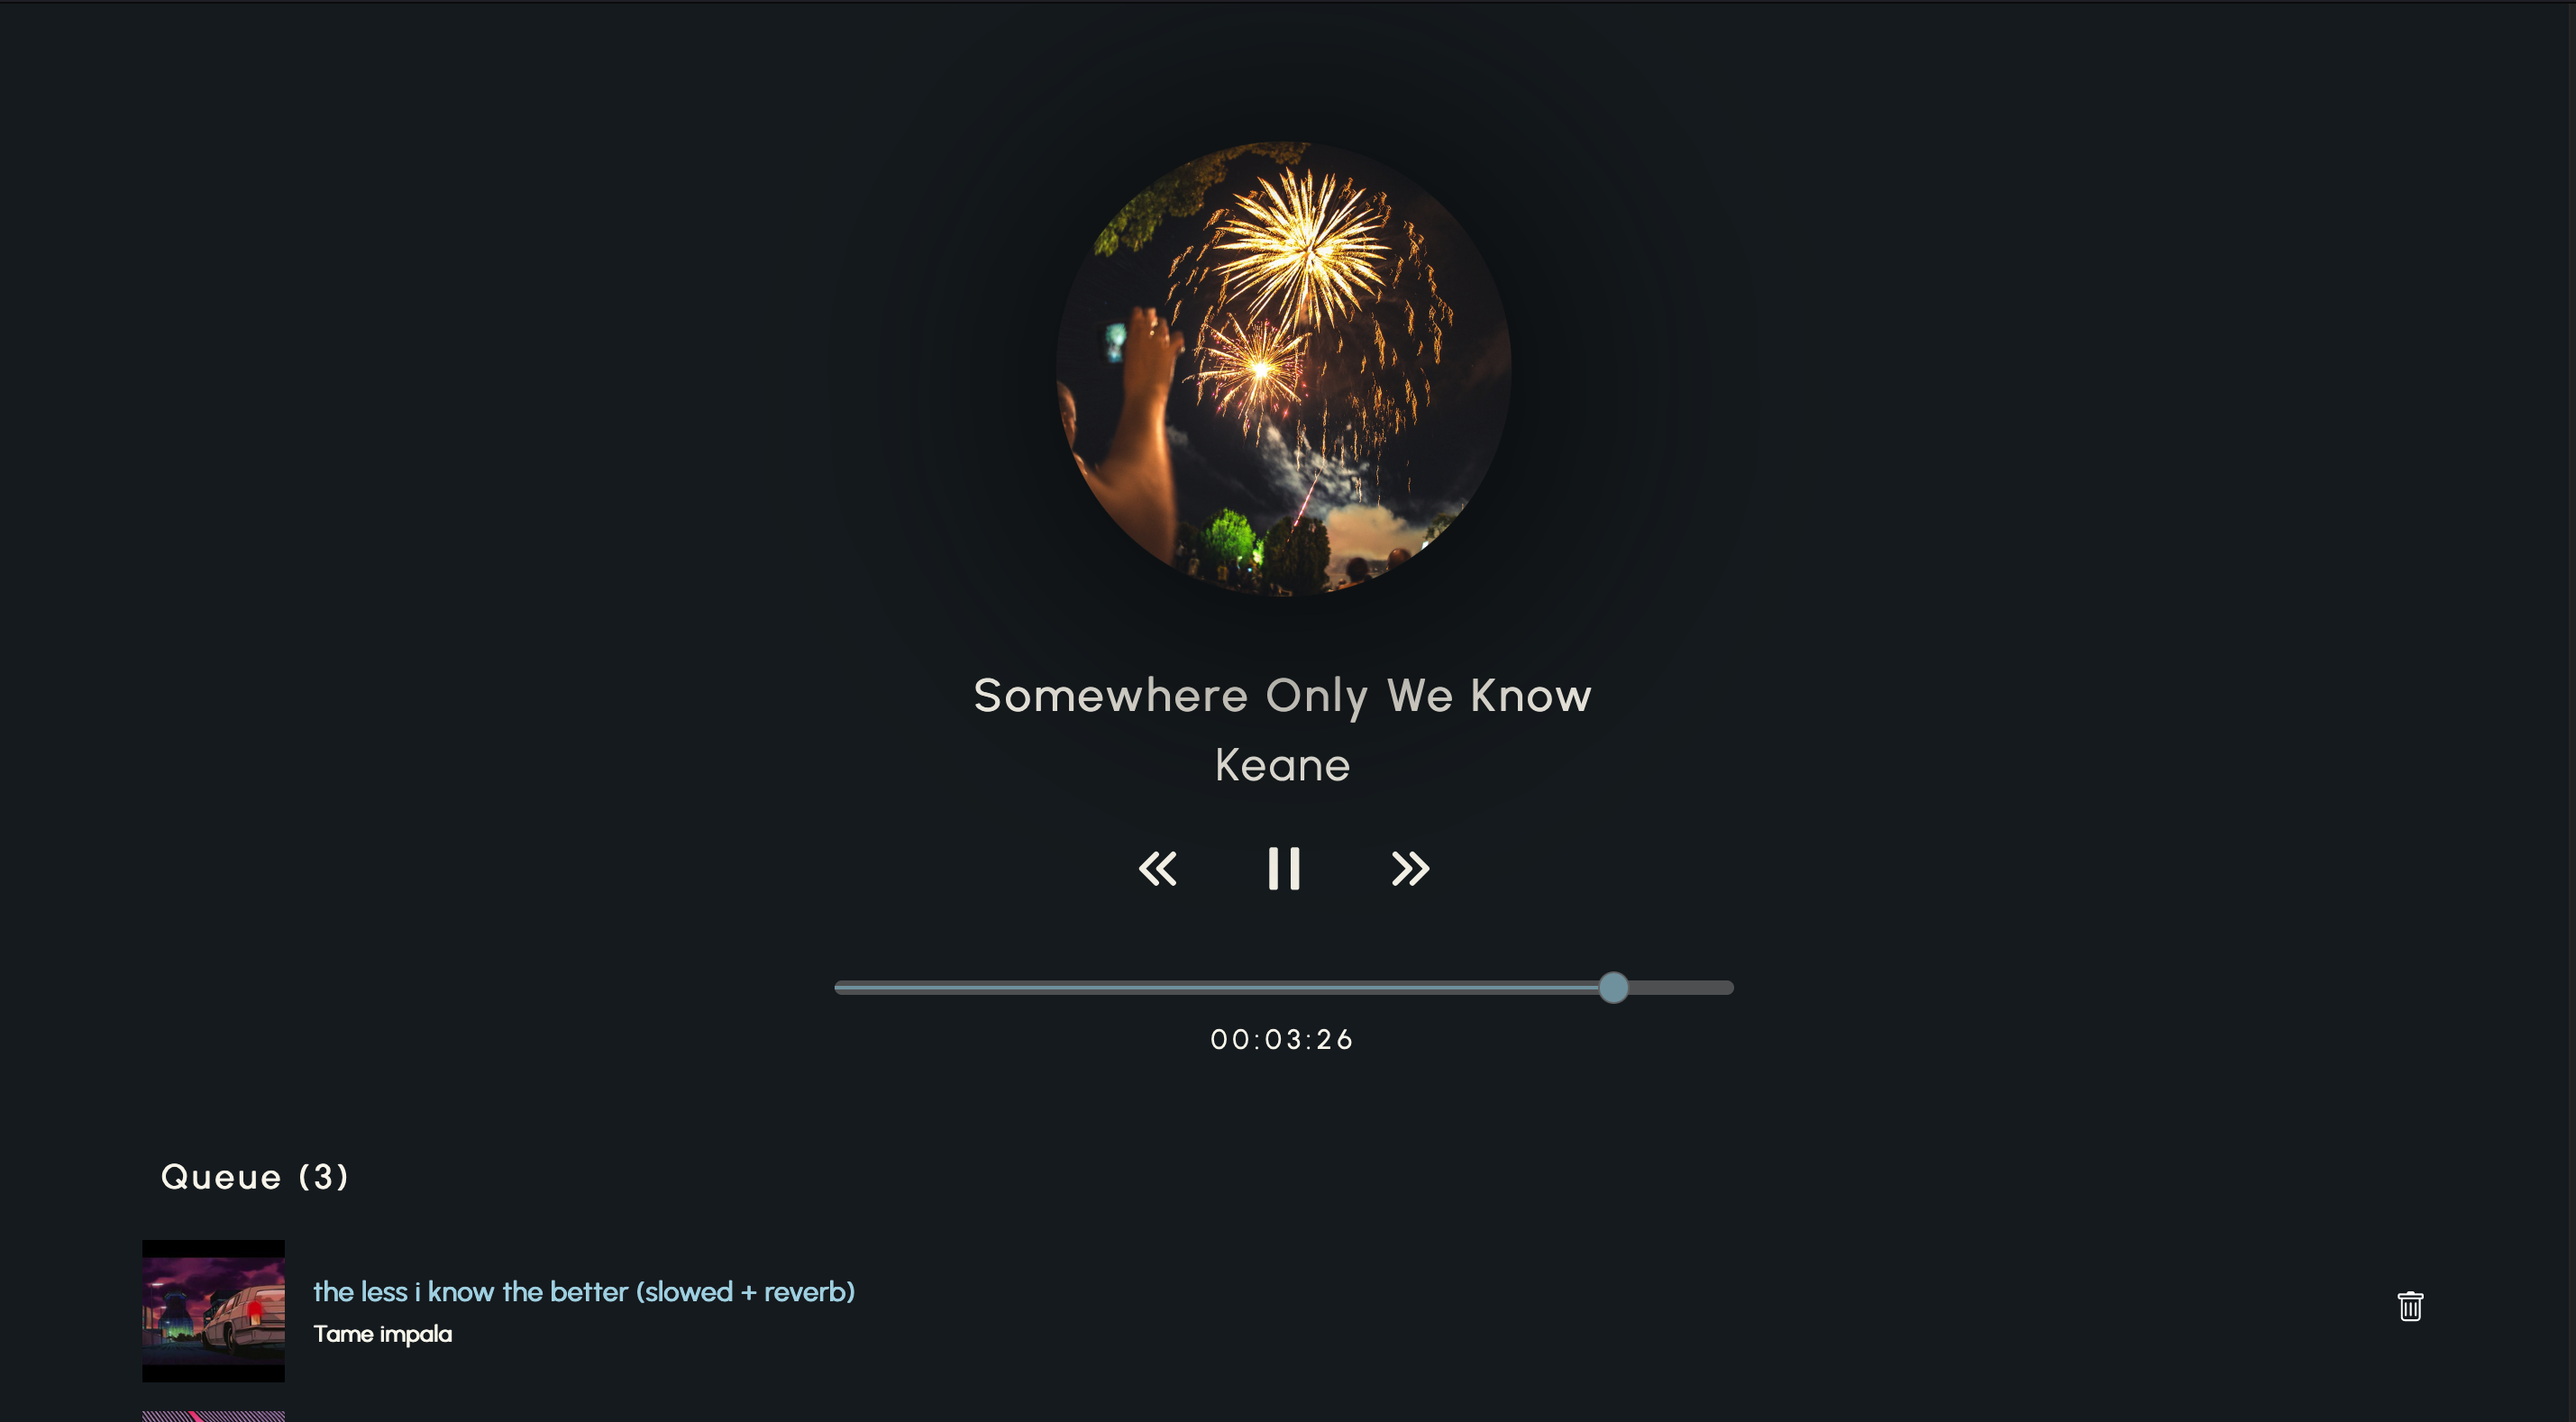 Somewhere Only We Know
Keane
00:03:26
Queue (3)
the less i know the better (slowed + reverb)
Tame impala